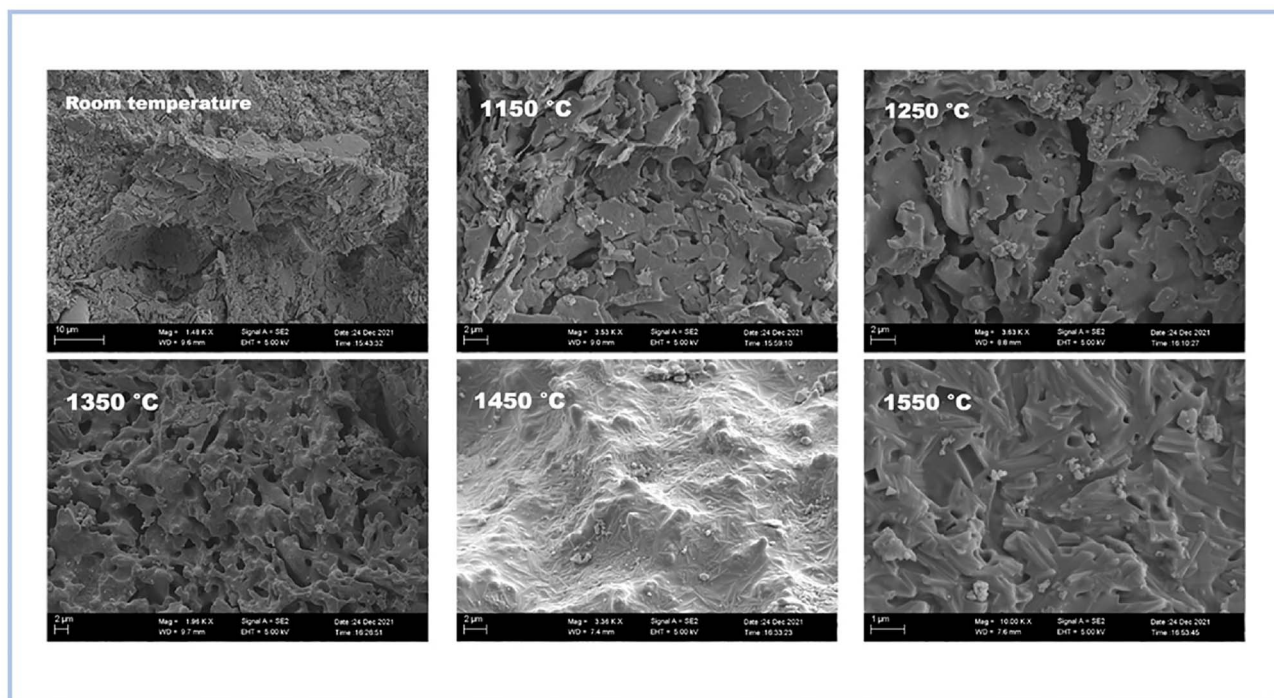 Room temperature
10 µm
Mag = 1.48 K X
Signal A = SE2
Date :24 Dec 2021
WD = 9.6 mm
EHT = 5.00 kV
Time :15:43:32
1150 °C
2 µm
Mag = 3.53 K X
Signal A = SE2
Date :24 Dec 2021
WD = 9.0 mm
EHT = 5.00 kV
Time :15:59:10
1250 °C
2 µm
Mag = 3.63 K X
Signal A = SE2
Date :24 Dec 2021
WD = 8.8 mm
EHT = 5.00 kV
Time :16:10:27
1350 °C
2 µm
Mag = 1.96 K X
Signal A = SE2
Date :24 Dec 2021
WD = 9.7 mm
EHT = 5.00 kV
Time :16:26:51
1450 °C
2 µm
Mag = 3.36 K X
Signal A = SE2
Date :24 Dec 2021
WD = 7.4 mm
EHT = 5.00 kV
Time :16:33:23
1550 °C
1 µm
Mag = 10.00 K X
Signal A = SE2
Date :24 Dec 2021
WD = 7.6 mm
EHT = 5.00 kV
Time :16:53:45